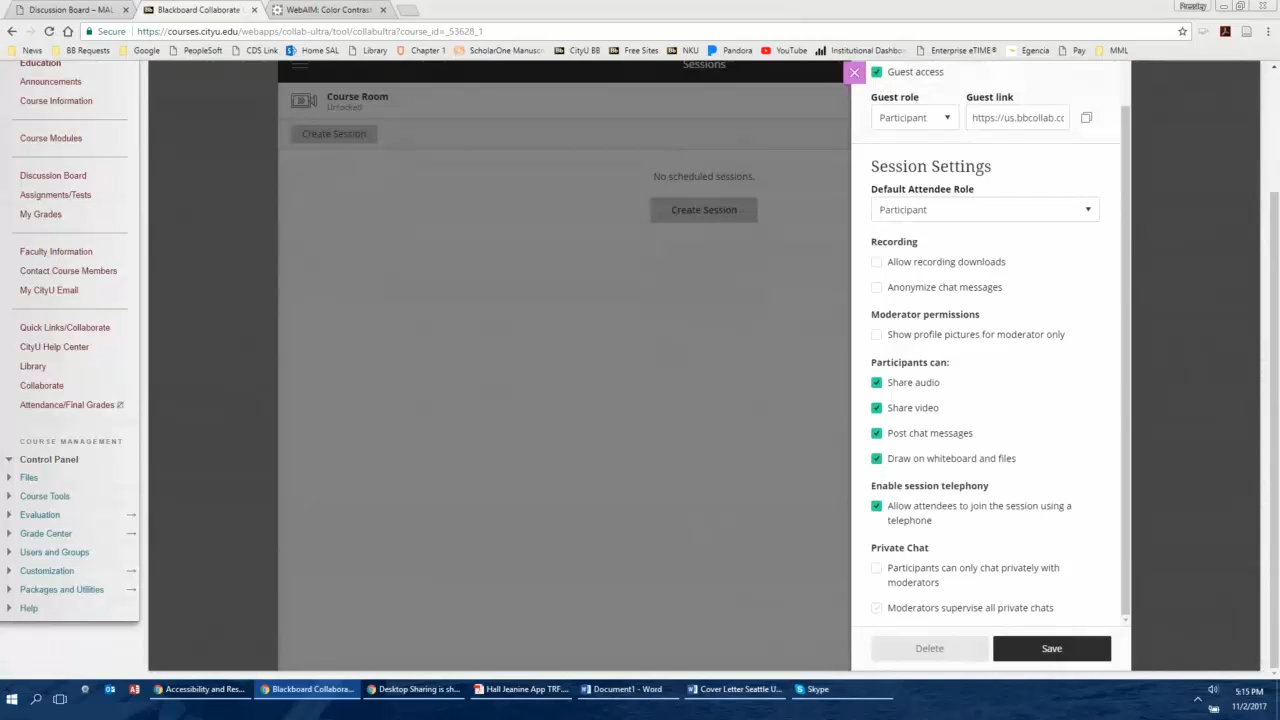 Discussion Board – MAL
Blackboard Collaborate
WebAIM: Color Contrast
Presley
Secure
https://courses.cityu.edu/webapps/collab-ultra/tool/collabultra?course_id=_53628_1
News
BB Requests
Google
PeopleSoft
CDS Link
Home SAL
Library
Chapter 1
ScholarOne Manusc
CityU BB
Free Sites
NKU
Pandora
YouTube
Institutional Dashbo
Enterprise eTIME®
Egencia
Pay
MML
Education
Announcements
Course Information
Course Modules
Discussion Board
Assignments/Tests
My Grades
Faculty Information
Contact Course Members
My CityU Email
Quick Links/Collaborate
CityU Help Center
Library
Collaborate
Attendance/Final Grades
COURSE MANAGEMENT
Control Panel
Files
Course Tools
Evaluation
Grade Center
Users and Groups
Customization
Packages and Utilities
Help
Sessions
Course Room
Unlocked
Create Session
No scheduled sessions.
Create Session
Guest access
Guest role
Guest link
Participant
https://us.bbcollab.cc
Session Settings
Default Attendee Role
Participant
Recording
Allow recording downloads
Anonymize chat messages
Moderator permissions
Show profile pictures for moderator only
Participants can:
Share audio
Share video
Post chat messages
Draw on whiteboard and files
Enable session telephony
Allow attendees to join the session using a
telephone
Private Chat
Participants can only chat privately with
moderators
Moderators supervise all private chats
Delete
Save
Accessibility and Res...
Blackboard Collabora...
Desktop Sharing is sh...
Hall Jeanine App TRF....
Document1 - Word
Cover Letter Seattle U...
Skype
5:15 PM
11/2/2017